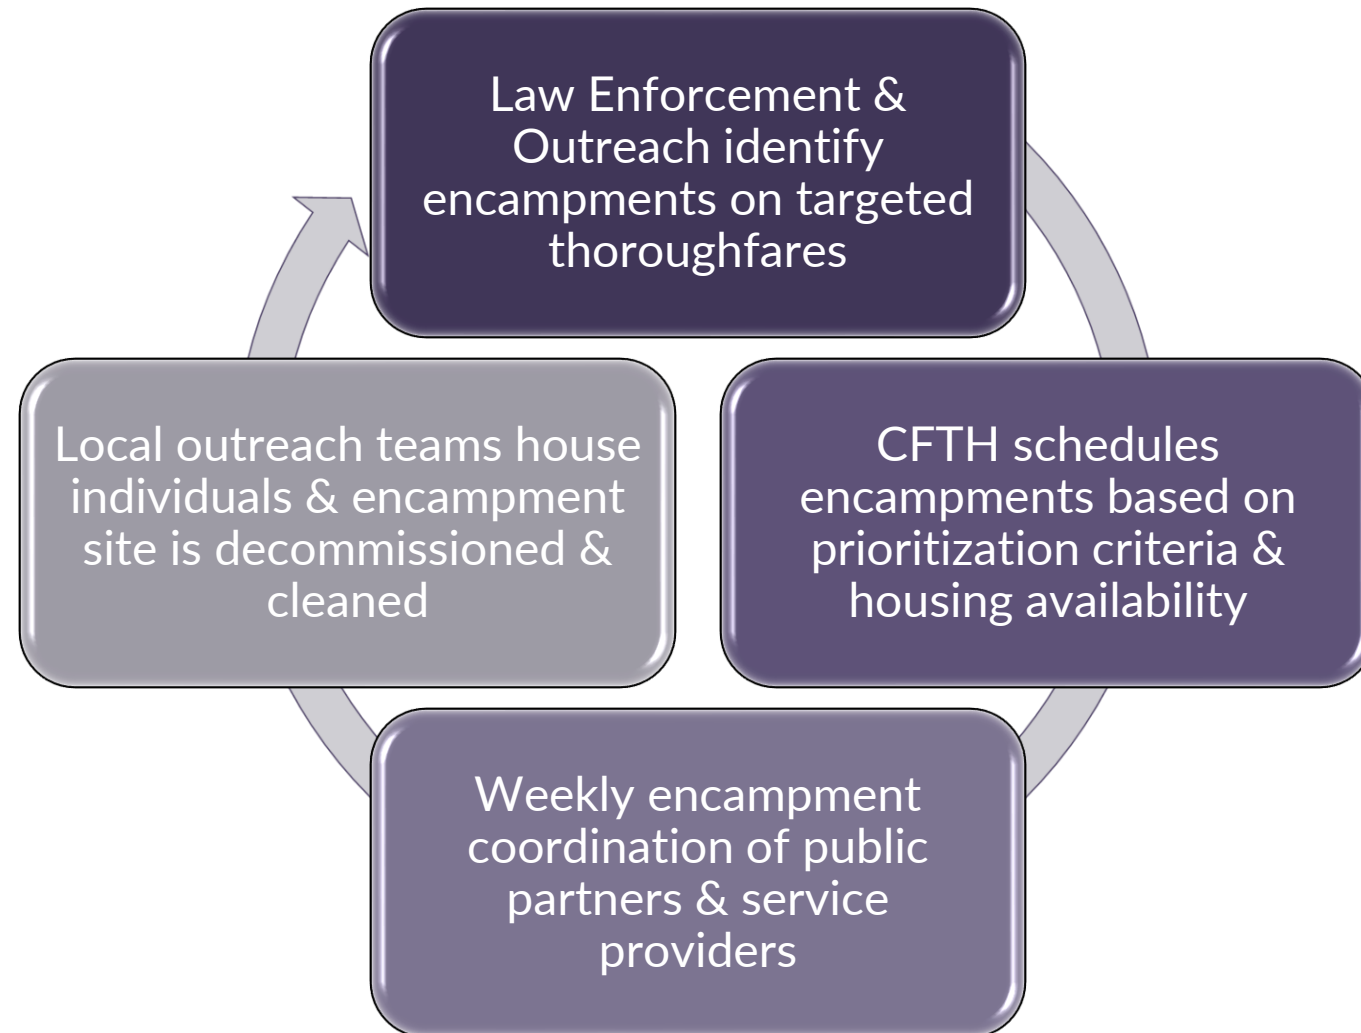 Law Enforcement &
Outreach identify
encampments on targeted
thoroughfares
CFTH schedules
encampments based on
prioritization criteria &
housing availability
Weekly encampment
coordination of public
partners & service
providers
Local outreach teams house
individuals & encampment
site is decommissioned &
cleaned